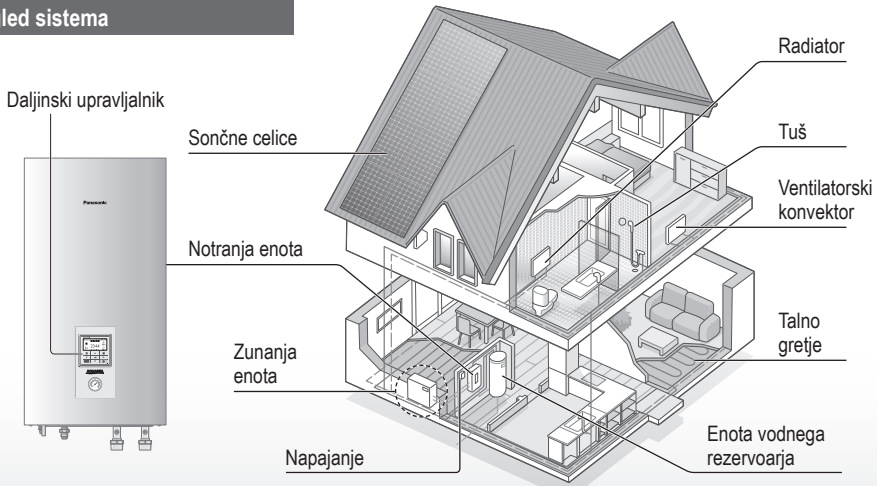 led sistema
Daljinski upravljalnik
Panasonic
Sončne celice
Notranja enota
Zunanja
enota
Napajanje
Radiator
Tuš
Ventilatorski
konvektor
Talno
gretje
Enota vodnega
rezervoarja